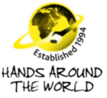 Established 1994
HANDS AROUND
THE WORLD